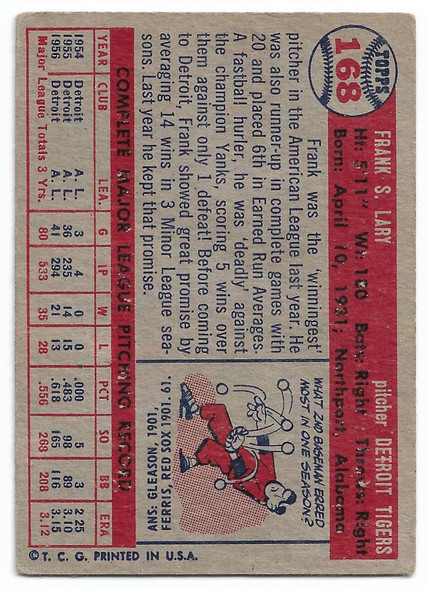 TOPPS
168
FRANK S. LARY
pitcher DETROIT TIGERS
Ht: 5'11" Wt: 190 Bats: Right Throws: Right
Born: April 10, 1931; Northport, Alabama
Frank was the 'winningest'
pitcher in the American League last year. He
was also runner-up in complete games with
20 and placed 6th in Earned Run Averages.
A fastball hurler, he was 'deadly' against
the champion Yanks, scoring 5 wins over
them against only 1 defeat! Before coming
to Detroit, Frank showed great promise by
averaging 14 wins in 3 Minor League sea-
sons. Last year he kept that promise.
WHAT 2ND BASEMAN ERRED
MOST IN ONE SEASON?
FERRIS, RED SOX 1901, 61.
ANS: GLEASON, 1901,
COMPLETE MAJOR LEAGUE PITCHING RECORD
YEAR CLUB LEA. G IP W L PCT SO BB ERA
1954 Detroit A. L. 3 4 0 0 .000 5 3 2.25
1955 Detroit A. L. 36 235 14 15 .483 98 89 3.10
1956 Detroit A. L. 41 294 21 13 .618 165 116 3.15
Major League Totals 3 Yrs. 80 533 35 28 .556 268 208 3.12
© T. C. G. PRINTED IN U.S.A.